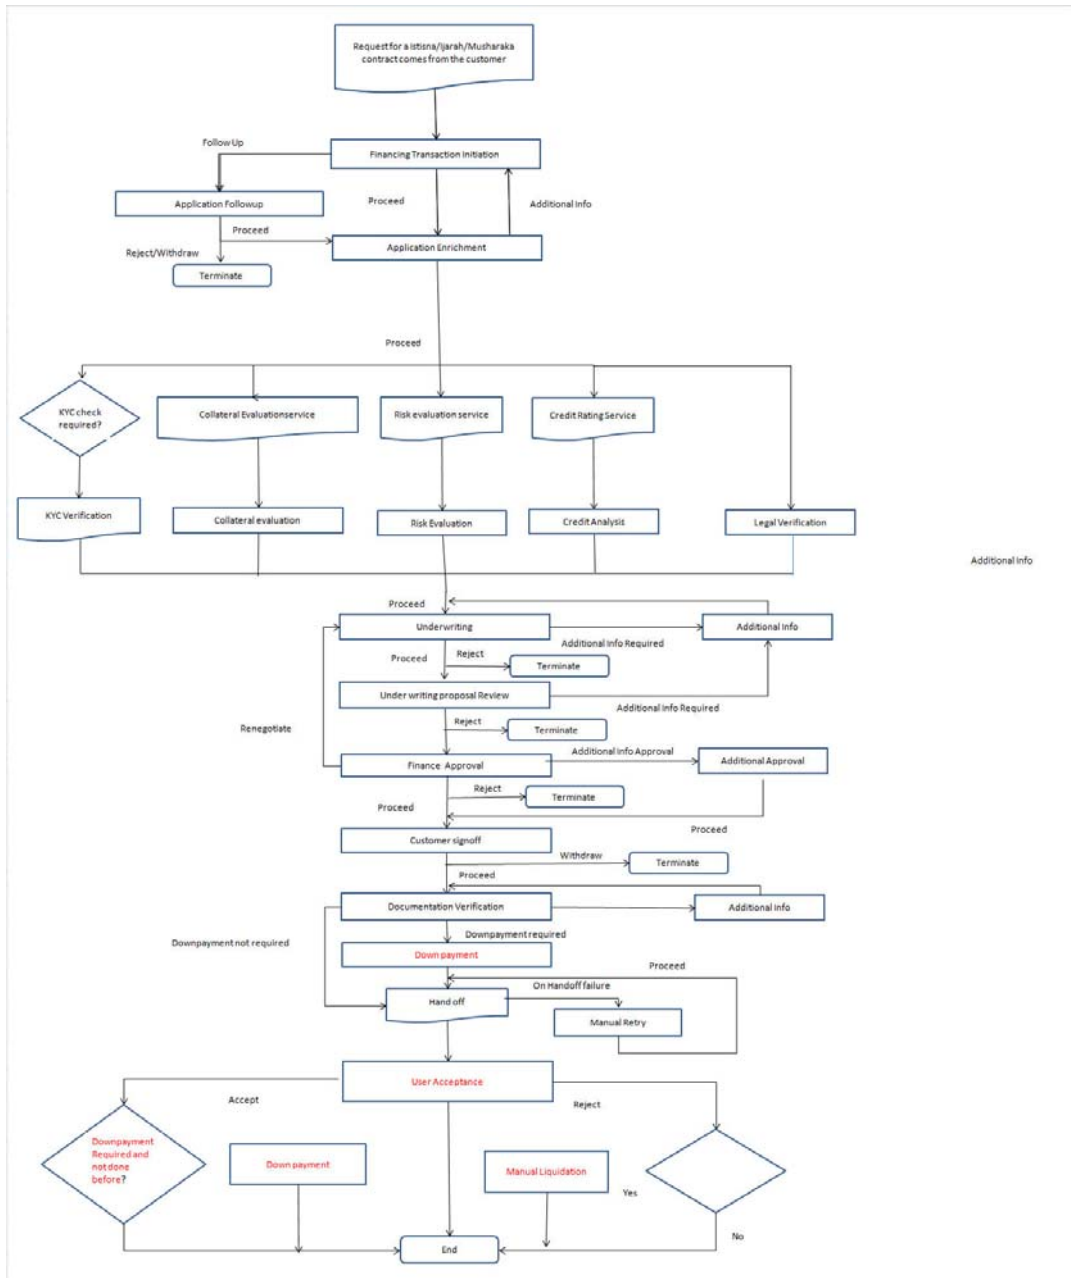 Request for a istisna/Ijarah/Musharaka
contract comes from the customer
Follow Up
Financing Transaction Initiation
Proceed
Additional Info
Application Followup
Proceed
Application Enrichment
Reject/Withdraw
Terminate
Proceed
KYC check
required?
Collateral Evaluationservice
Risk evaluation service
Credit Rating Service
KYC Verification
Collateral evaluation
Risk Evaluation
Credit Analysis
Legal Verification
Additional Info
Proceed
Underwriting
Additional Info
Additional Info Required
Proceed
Reject
Terminate
Under writing proposal Review
Additional Info Required
Renegotiate
Reject
Terminate
Additional Info Approval
Finance Approval
Additional Approval
Reject
Terminate
Proceed
Proceed
Customer signoff
Withdraw
Terminate
Proceed
Documentation Verification
Additional Info
Downpayment not required
Downpayment required
Down payment
Proceed
On Handoff failure
Hand off
Manual Retry
User Acceptance
Accept
Reject
Downpayment
Required and
not done
before?
Down payment
Manual Liquidation
Yes
No
End